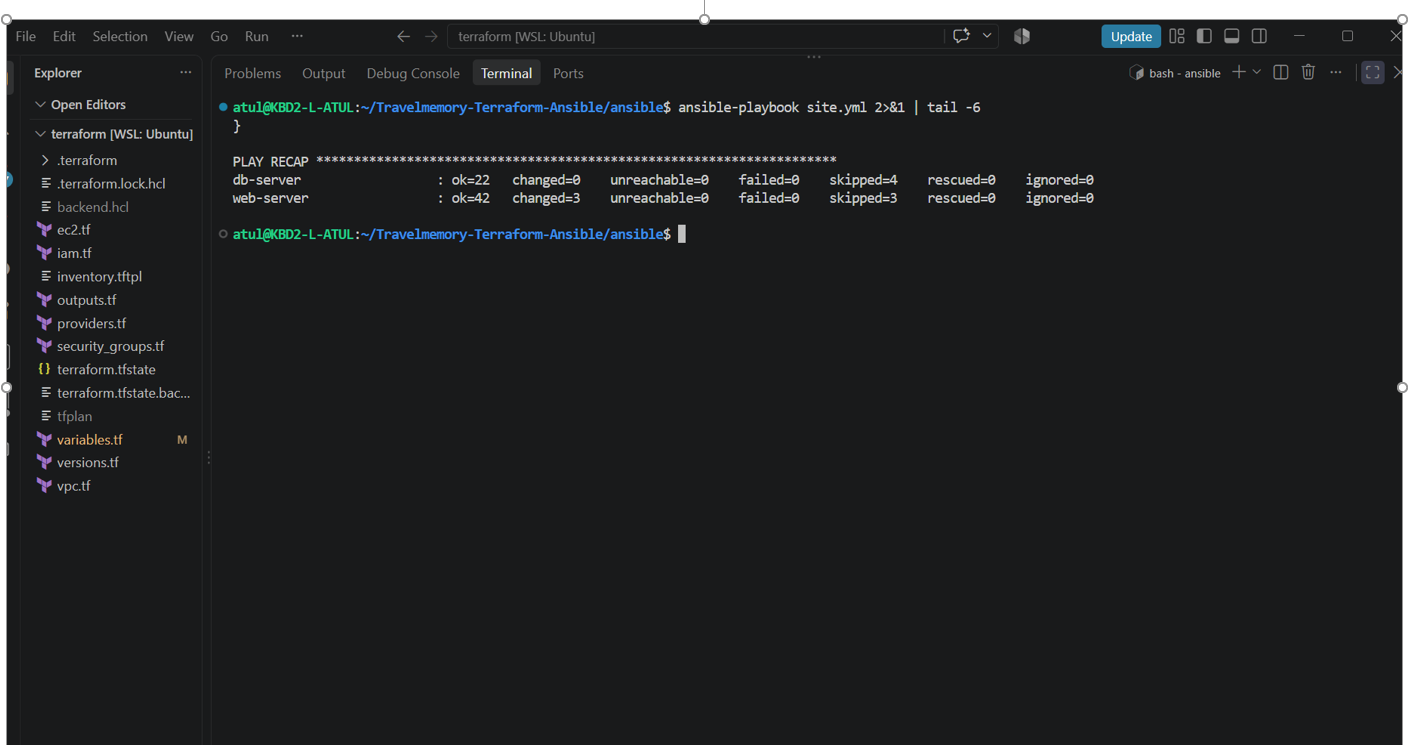 File Edit Selection View Go Run ··· terraform [WSL: Ubuntu] Update
Explorer ···
Problems Output Debug Console Terminal Ports bash - ansible ···
Open Editors
terraform [WSL: Ubuntu]
.terraform
.terraform.lock.hcl
backend.hcl
ec2.tf
iam.tf
inventory.tftpl
outputs.tf
providers.tf
security_groups.tf
{} terraform.tfstate
terraform.tfstate.bac...
tfplan
variables.tf M
versions.tf
vpc.tf
atul@KBD2-L-ATUL:~/Travelmemory-Terraform-Ansible/ansible$ ansible-playbook site.yml 2>&1 | tail -6
}
PLAY RECAP *********************************************************************
db-server : ok=22 changed=0 unreachable=0 failed=0 skipped=4 rescued=0 ignored=0
web-server : ok=42 changed=3 unreachable=0 failed=0 skipped=3 rescued=0 ignored=0
atul@KBD2-L-ATUL:~/Travelmemory-Terraform-Ansible/ansible$